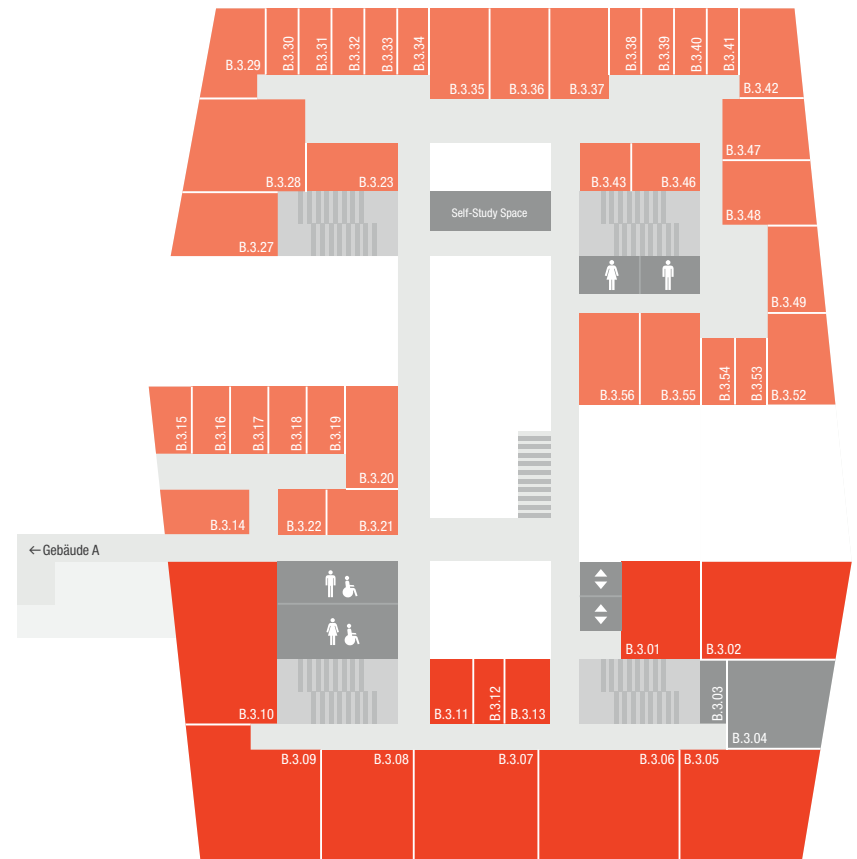 B.3.29
B.3.30
B.3.31
B.3.32
B.3.33
B.3.34
B.3.35
B.3.36
B.3.37
B.3.38
B.3.39
B.3.40
B.3.41
B.3.42
B.3.47
B.3.28
B.3.23
B.3.43
B.3.46
Self-Study Space
B.3.48
B.3.27
B.3.49
B.3.56
B.3.55
B.3.54
B.3.53
B.3.52
B.3.15
B.3.16
B.3.17
B.3.18
B.3.19
B.3.20
B.3.14
B.3.22
B.3.21
←Gebäude A
B.3.01
B.3.02
B.3.10
B.3.11
B.3.12
B.3.13
B.3.03
B.3.04
B.3.09
B.3.08
B.3.07
B.3.06
B.3.05